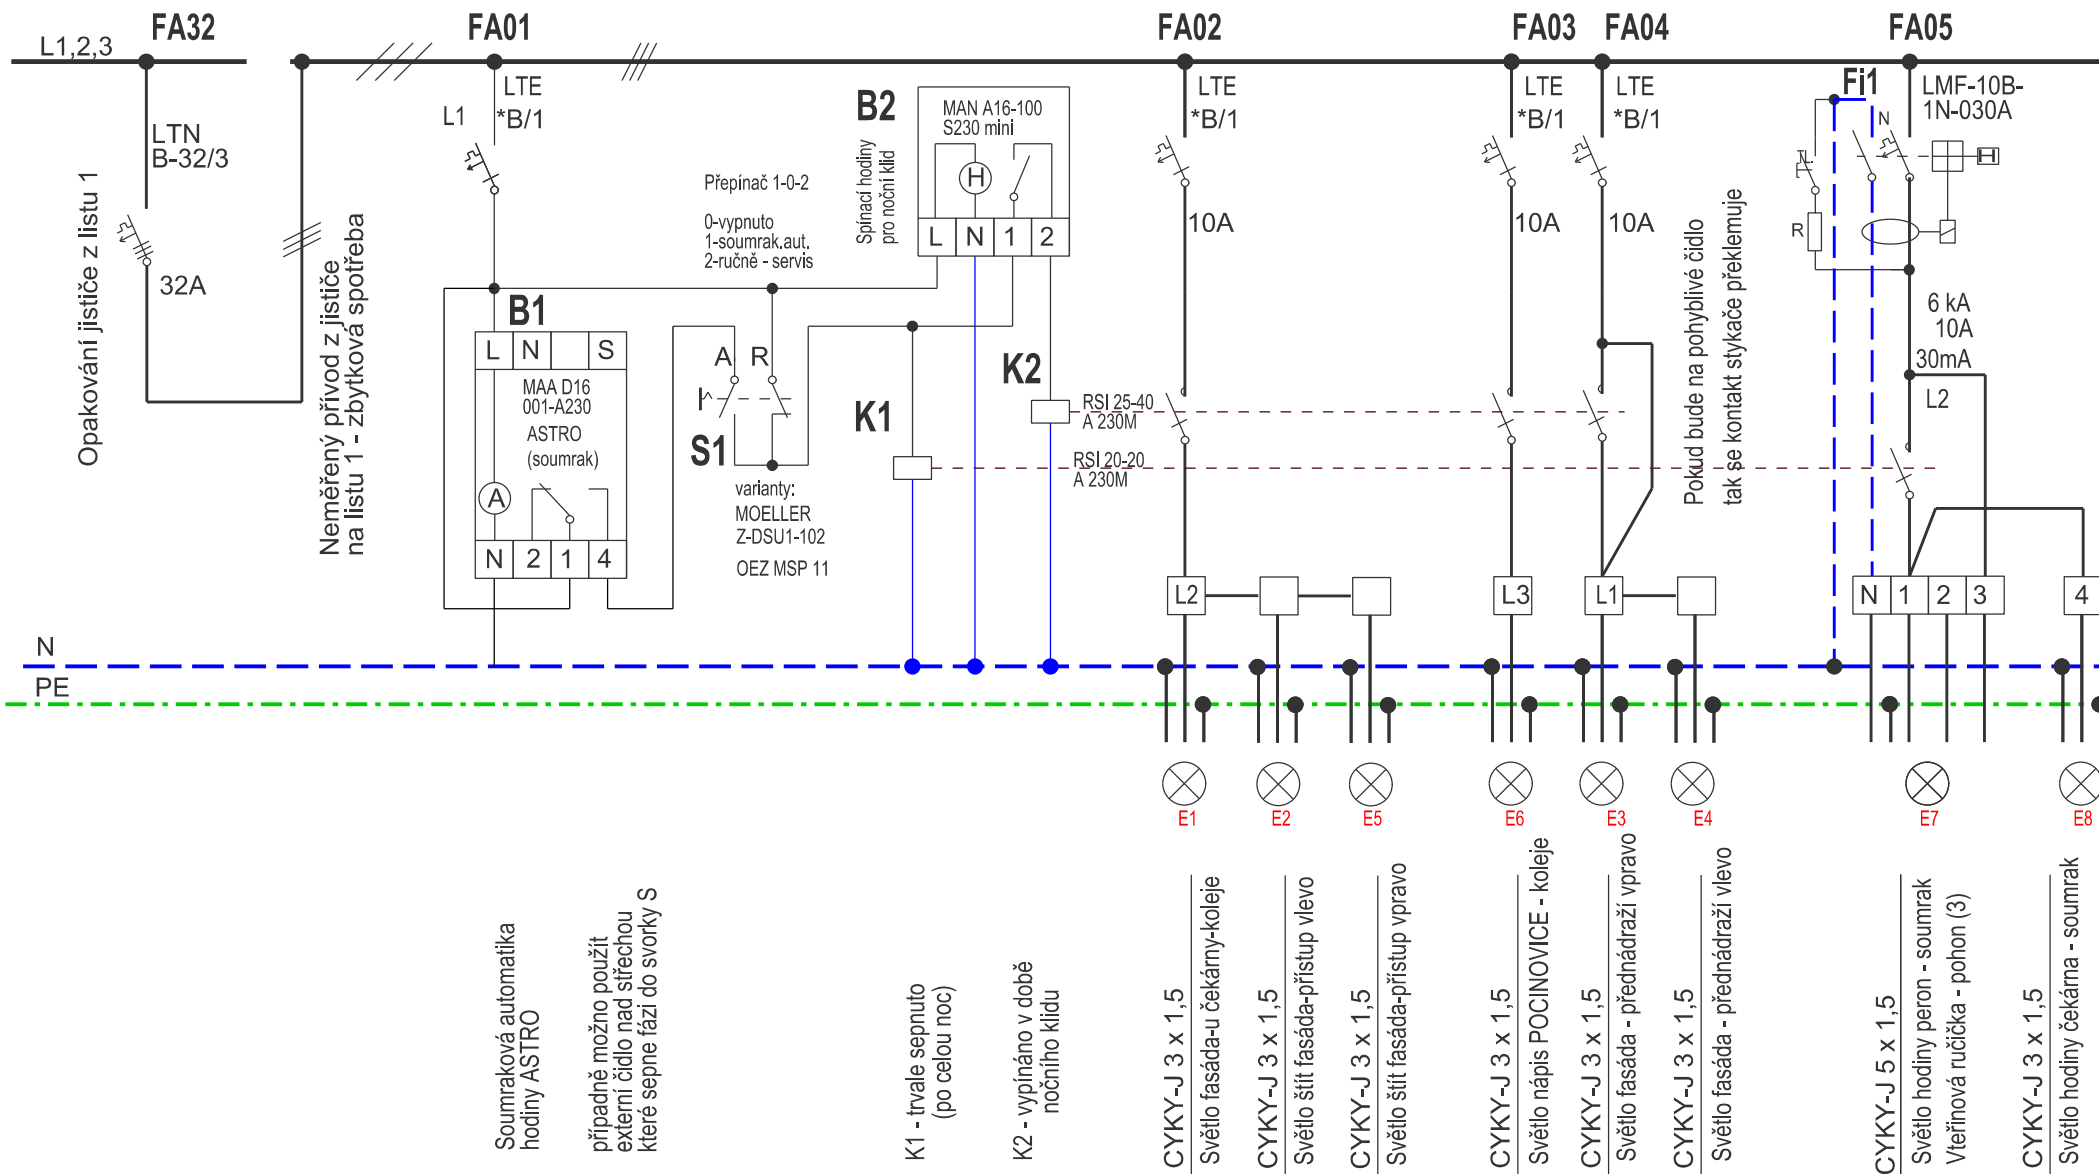 FA32
FA01
FA02
FA03
FA04
FA05
L1,2,3
LTN
B-32/3
32A
Opakování jističe z listu 1
Neměřený přívod z jističe
na listu 1 - zbytková spotřeba
L1
LTE
*B/1
B1
L
N
S
MAA D16
001-A230
ASTRO
(soumrak)
A
N
2
1
4
Přepínač 1-0-2
0-vypnuto
1-soumrak.aut.
2-ručně - servis
A
R
S1
varianty:
MOELLER
Z-DSU1-102
OEZ MSP 11
B2
Spínací hodiny
pro noční klid
MAN A16-100
S230 mini
H
L
N
1
2
K1
K2
RSI 25-40
A 230M
RSI 20-20
A 230M
LTE
*B/1
10A
LTE
*B/1
10A
LTE
*B/1
10A
Pokud bude na pohyblivé čidlo
tak se kontakt stykače překlemuje
Fi1
LMF-10B-
1N-030A
N
T
R
H
6 kA
10A
30mA
L2
L2
L3
L1
N
1
2
3
4
N
PE
E1
E2
E5
E6
E3
E4
E7
E8
Soumraková automatika
hodiny ASTRO
případně možno použít
externí čidlo nad střechou
které sepne fázi do svorky S
K1 - trvale sepnuto
(po celou noc)
K2 - vypínáno v době
nočního klidu
CYKY-J 3 x 1,5
Světlo fasáda-u čekárny-koleje
CYKY-J 3 x 1,5
Světlo štít fasáda-přístup vlevo
CYKY-J 3 x 1,5
Světlo štít fasáda-přístup vpravo
CYKY-J 3 x 1,5
Světlo nápis POCINOVICE - koleje
CYKY-J 3 x 1,5
Světlo fasáda - přednádraží vpravo
CYKY-J 3 x 1,5
Světlo fasáda - přednádraží vlevo
CYKY-J 5 x 1,5
Světlo hodiny peron - soumrak
Vteřinová ručička - pohon (3)
CYKY-J 3 x 1,5
Světlo hodiny čekárna - soumrak